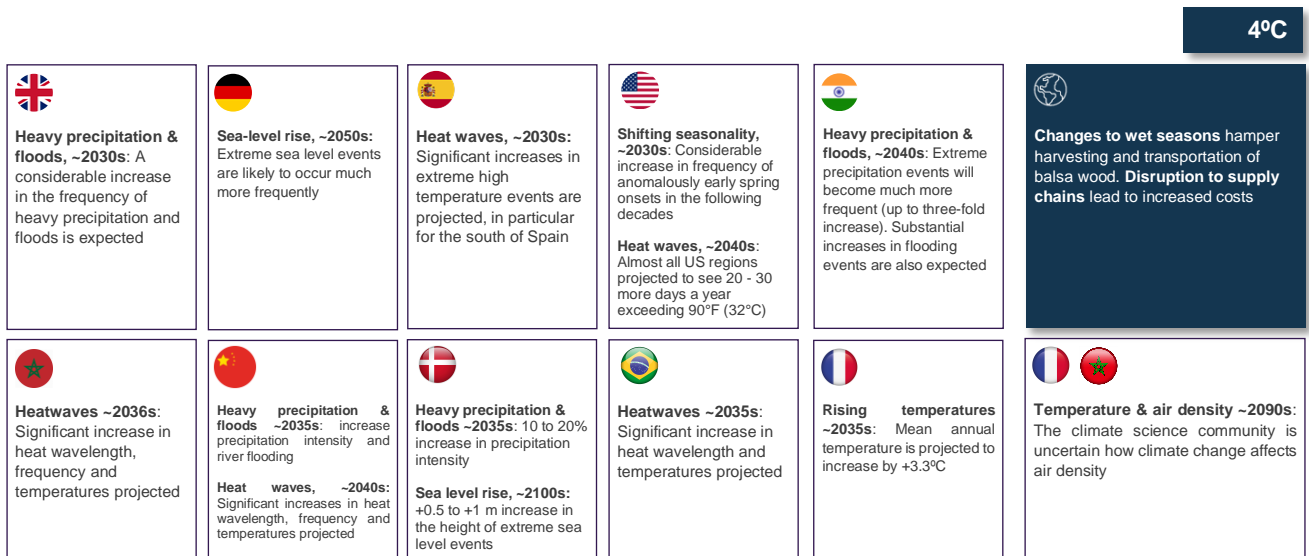 4ºC
Heavy precipitation &
floods, ~2030s: A
considerable increase
in the frequency of
heavy precipitation and
floods is expected
Sea-level rise, ~2050s:
Extreme sea level events
are likely to occur much
more frequently
Heat waves, ~2030s:
Significant increases in
extreme high
temperature events are
projected, in particular
for the south of Spain
Shifting seasonality,
~2030s: Considerable
increase in frequency of
anomalously early spring
onsets in the following
decades
Heat waves, ~2040s:
Almost all US regions
projected to see 20 - 30
more days a year
exceeding 90°F (32°C)
Heavy precipitation &
floods, ~2040s: Extreme
precipitation events will
become much more
frequent (up to three-fold
increase). Substantial
increases in flooding
events are also expected
Changes to wet seasons hamper
harvesting and transportation of
balsa wood. Disruption to supply
chains lead to increased costs
Heatwaves ~2036s:
Significant increase in
heat wavelength,
frequency and
temperatures projected
Heavy precipitation &
floods ~2035s: increase
precipitation intensity and
river flooding
Heat waves, ~2040s:
Significant increases in heat
wavelength, frequency and
temperatures projected
Heavy precipitation &
floods ~2035s: 10 to 20%
increase in precipitation
intensity
Sea level rise, ~2100s:
+0.5 to +1 m increase in
the height of extreme sea
level events
Heatwaves ~2035s:
Significant increase in
heat wavelength and
temperatures projected
Rising temperatures
~2035s: Mean annual
temperature is projected to
increase by +3.3ºC
Temperature & air density ~2090s:
The climate science community is
uncertain how climate change affects
air density